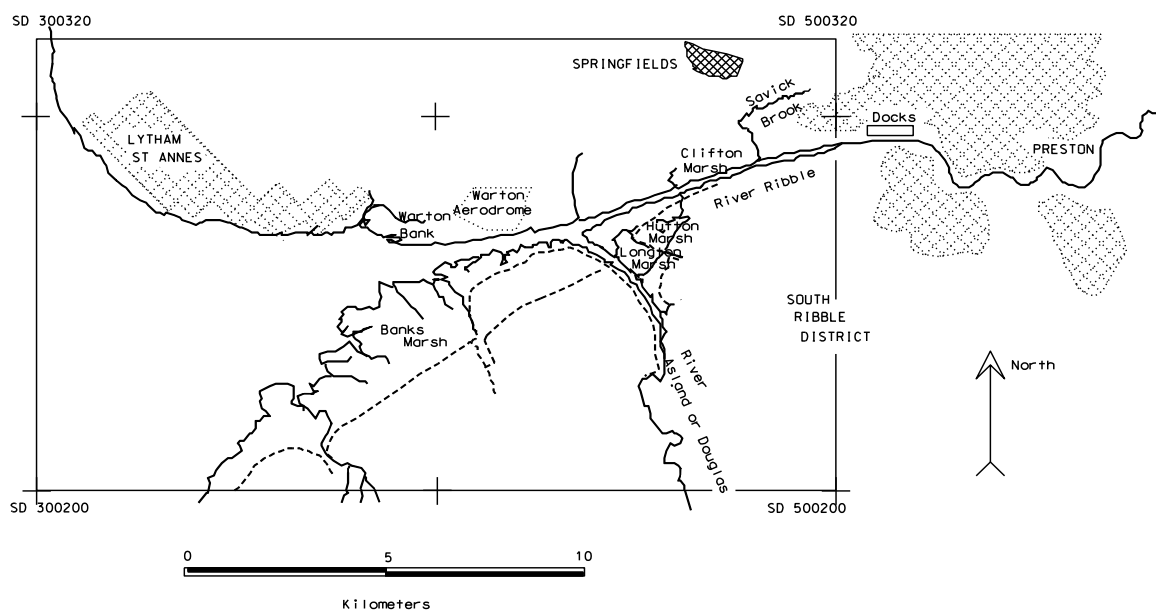 SD 300320
SD 500320
SPRINGFIELDS
Savick
Brook
Docks
LYTHAM
ST ANNES
PRESTON
Clifton
Marsh
River Ribble
Warton
Aerodrome
Warton
Bank
Hutton
Marsh
Longton
Marsh
SOUTH
RIBBLE
DISTRICT
Banks
Marsh
River
Asland or Douglas
North
SD 300200
SD 500200
0 5 10
Kilometers